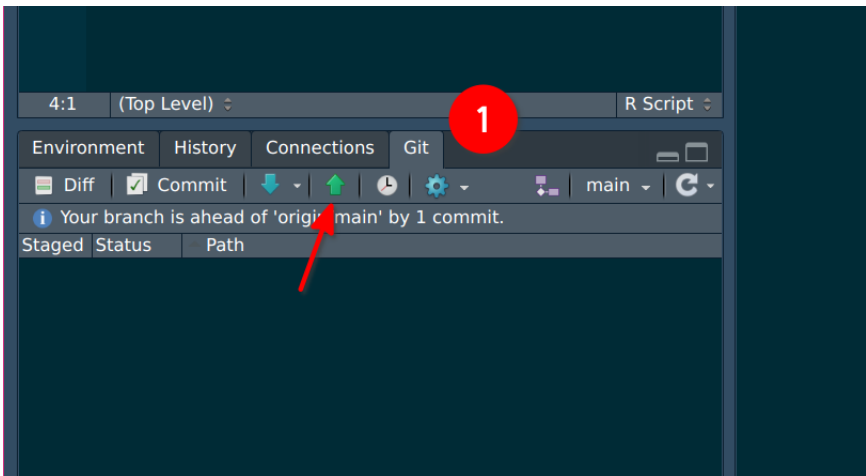 4:1 (Top Level) R Script
1
Environment History Connections Git
Diff Commit main
Your branch is ahead of 'origin/main' by 1 commit.
Staged Status Path